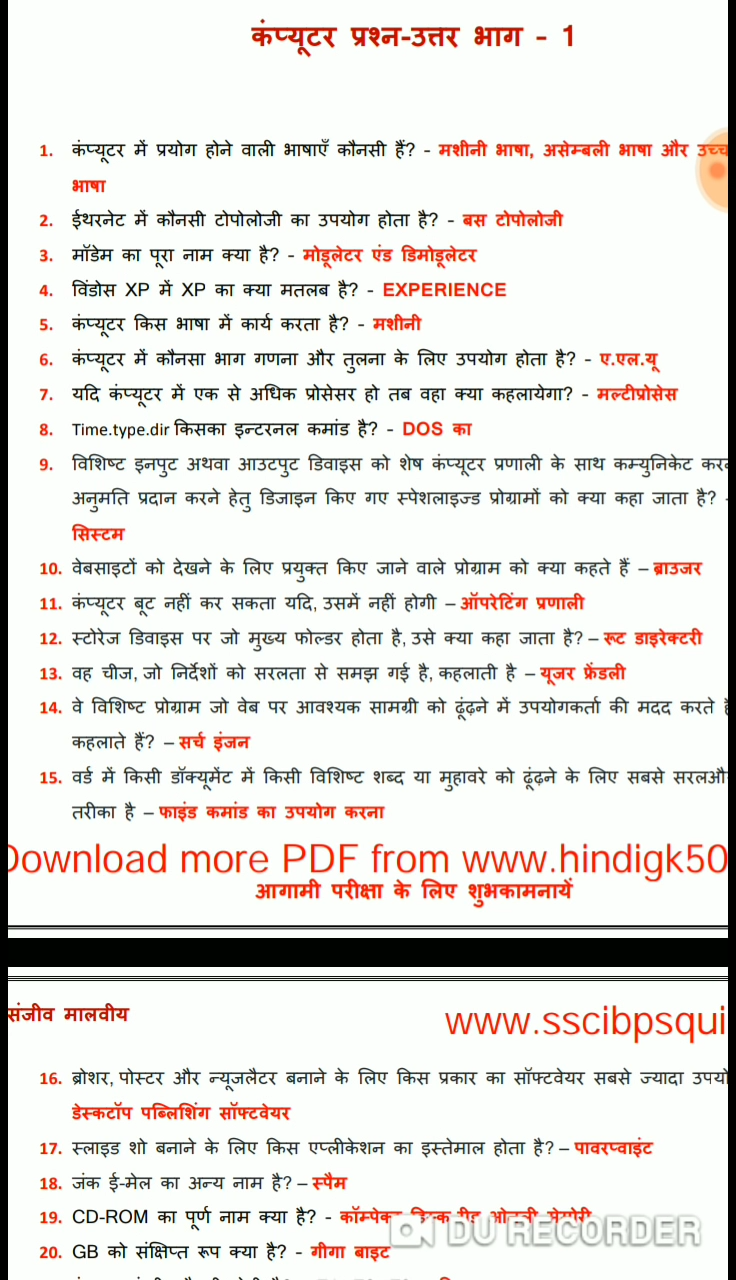 कंप्यूटर प्रश्न-उत्तर भाग - 1
1. कंप्यूटर में प्रयोग होने वाली भाषाएँ कौनसी हैं? - मशीनी भाषा, असेम्बली भाषा और उच्च
भाषा
2. ईथरनेट में कौनसी टोपोलोजी का उपयोग होता है? - बस टोपोलोजी
3. मॉडेम का पूरा नाम क्या है? - मोडूलेटर एंड डिमोडूलेटर
4. विंडोस XP में XP का क्या मतलब है? - EXPERIENCE
5. कंप्यूटर किस भाषा में कार्य करता है? - मशीनी
6. कंप्यूटर में कौनसा भाग गणना और तुलना के लिए उपयोग होता है? - ए.एल.यू
7. यदि कंप्यूटर में एक से अधिक प्रोसेसर हो तब वहा क्या कहलायेगा? - मल्टीप्रोसेस
8. Time.type.dir किसका इन्टरनल कमांड है? - DOS का
9. विशिष्ट इनपुट अथवा आउटपुट डिवाइस को शेष कंप्यूटर प्रणाली के साथ कम्युनिकेट
अनुमति प्रदान करने हेतु डिजाइन किए गए स्पेशलाइज्ड प्रोग्रामों को क्या कहा जाता है? -
सिस्टम
10. वेबसाइटों को देखने के लिए प्रयुक्त किए जाने वाले प्रोग्राम को क्या कहते हैं – ब्राउजर
11. कंप्यूटर बूट नहीं कर सकता यदि, उसमें नहीं होगी – ऑपरेटिंग प्रणाली
12. स्टोरेज डिवाइस पर जो मुख्य फोल्डर होता है, उसे क्या कहा जाता है? – रूट डाइरेक्टरी
13. वह चीज, जो निर्देशों को सरलता से समझ गई है, कहलाती है – यूजर फ्रेंडली
14. वे विशिष्ट प्रोग्राम जो वेब पर आवश्यक सामग्री को ढूंढ़ने में उपयोगकर्ता की मदद करते
कहलाते हैं? – सर्च इंजन
15. वर्ड में किसी डॉक्यूमेंट में किसी विशिष्ट शब्द या मुहावरे को ढूंढ़ने के लिए सबसे सरलऔ
तरीका है – फाइंड कमांड का उपयोग करना
Download more PDF from www.hindigk50
आगामी परीक्षा के लिए शुभकामनायें
संजीव मालवीय
www.sscibpsqui
16. ब्रोशर, पोस्टर और न्यूजलैटर बनाने के लिए किस प्रकार का सॉफ्टवेयर सबसे ज्यादा उपयो
डेस्कटॉप पब्लिशिंग सॉफ्टवेयर
17. स्लाइड शो बनाने के लिए किस एप्लीकेशन का इस्तेमाल होता है? – पावरप्वाइंट
18. जंक ई-मेल का अन्य नाम है? – स्पैम
19. CD-ROM का पूर्ण नाम क्या है? - कॉम्पेक्ट डिस्क रीड ओनली मेमोरी
DU RECORDER
20. GB को संक्षिप्त रूप क्या है? - गीगा बाइट